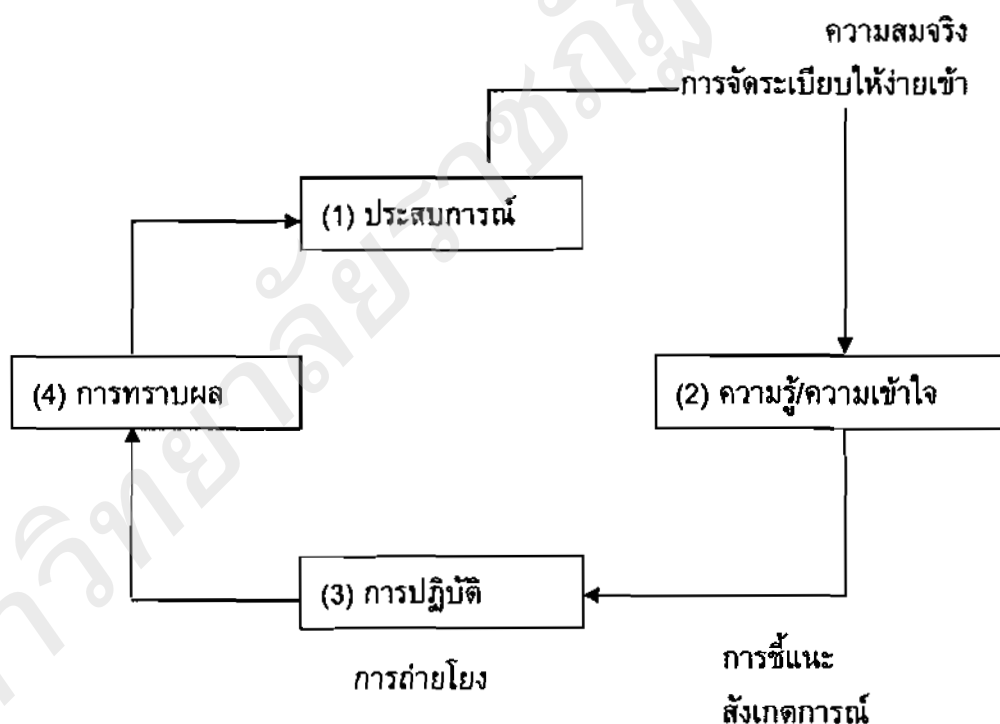 ความสมจริง
การจัดระเบียบให้ง่ายเข้า
(1) ประสบการณ์
(4) การทราบผล
(2) ความรู้/ความเข้าใจ
(3) การปฏิบัติ
การถ่ายโยง
การชี้แนะ
สังเกตการณ์